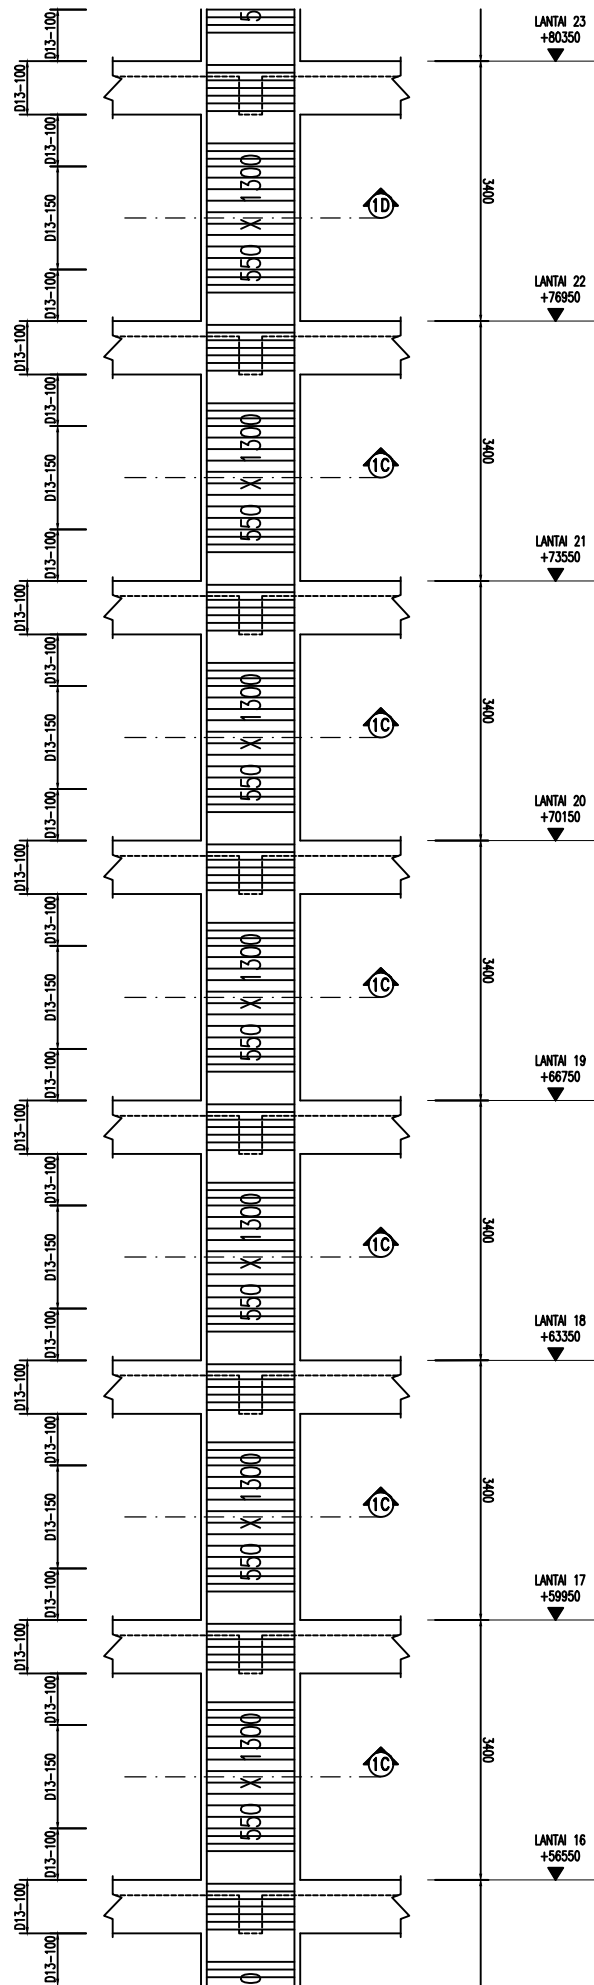 D13-100
5
LANTAI 23
+80350
D13-100
D13-100
D13-150
550 X 1300
1D
3400
D13-100
LANTAI 22
+76950
D13-100
D13-100
D13-150
550 X 1300
1C
3400
D13-100
LANTAI 21
+73550
D13-100
D13-100
D13-150
550 X 1300
1C
3400
D13-100
LANTAI 20
+70150
D13-100
D13-100
D13-150
550 X 1300
1C
3400
D13-100
LANTAI 19
+66750
D13-100
D13-100
D13-150
550 X 1300
1C
3400
D13-100
LANTAI 18
+63350
D13-100
D13-100
D13-150
550 X 1300
1C
3400
D13-100
LANTAI 17
+59950
D13-100
D13-100
D13-150
550 X 1300
1C
3400
D13-100
LANTAI 16
+56550
D13-100
D13-100
0